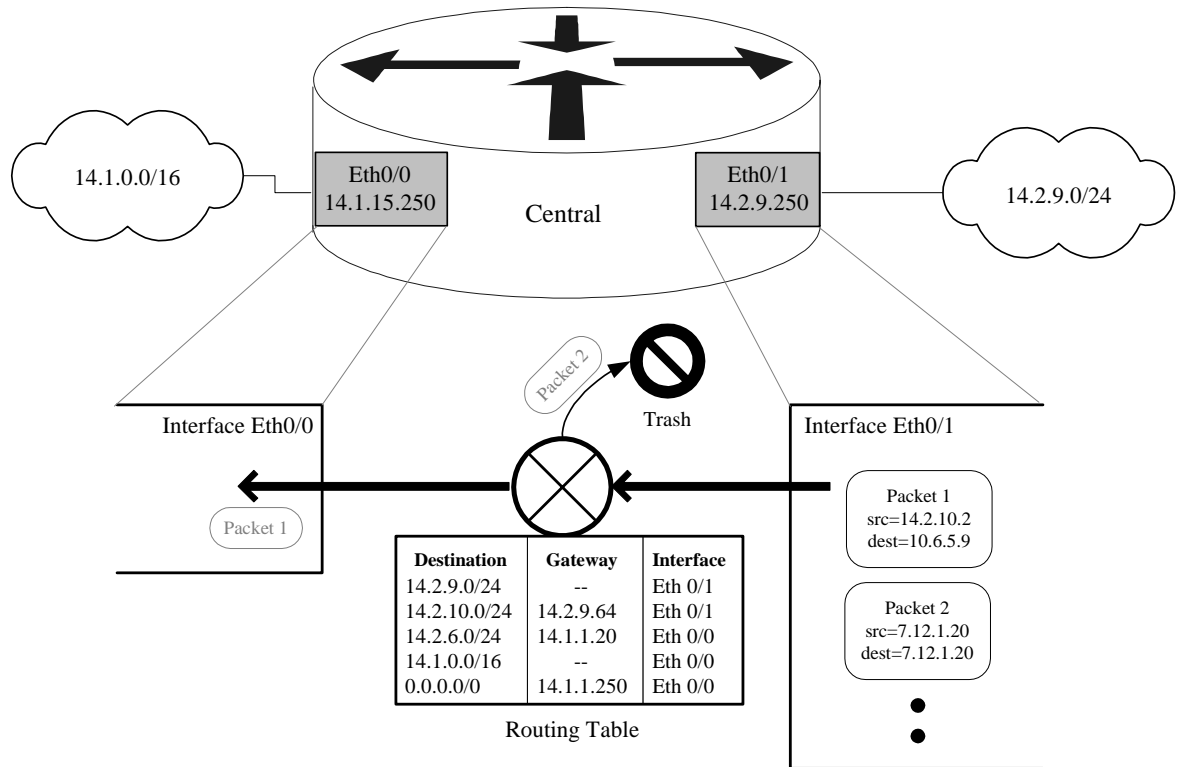 14.1.0.0/16
Eth0/0
14.1.15.250
Central
Eth0/1
14.2.9.250
14.2.9.0/24
Packet 2
Trash
Interface Eth0/0
Interface Eth0/1
Packet 1
Packet 1
src=14.2.10.2
dest=10.6.5.9
Packet 2
src=7.12.1.20
dest=7.12.1.20
Destination Gateway Interface
14.2.9.0/24 -- Eth 0/1
14.2.10.0/24 14.2.9.64 Eth 0/1
14.2.6.0/24 14.1.1.20 Eth 0/0
14.1.0.0/16 -- Eth 0/0
0.0.0.0/0 14.1.1.250 Eth 0/0
Routing Table